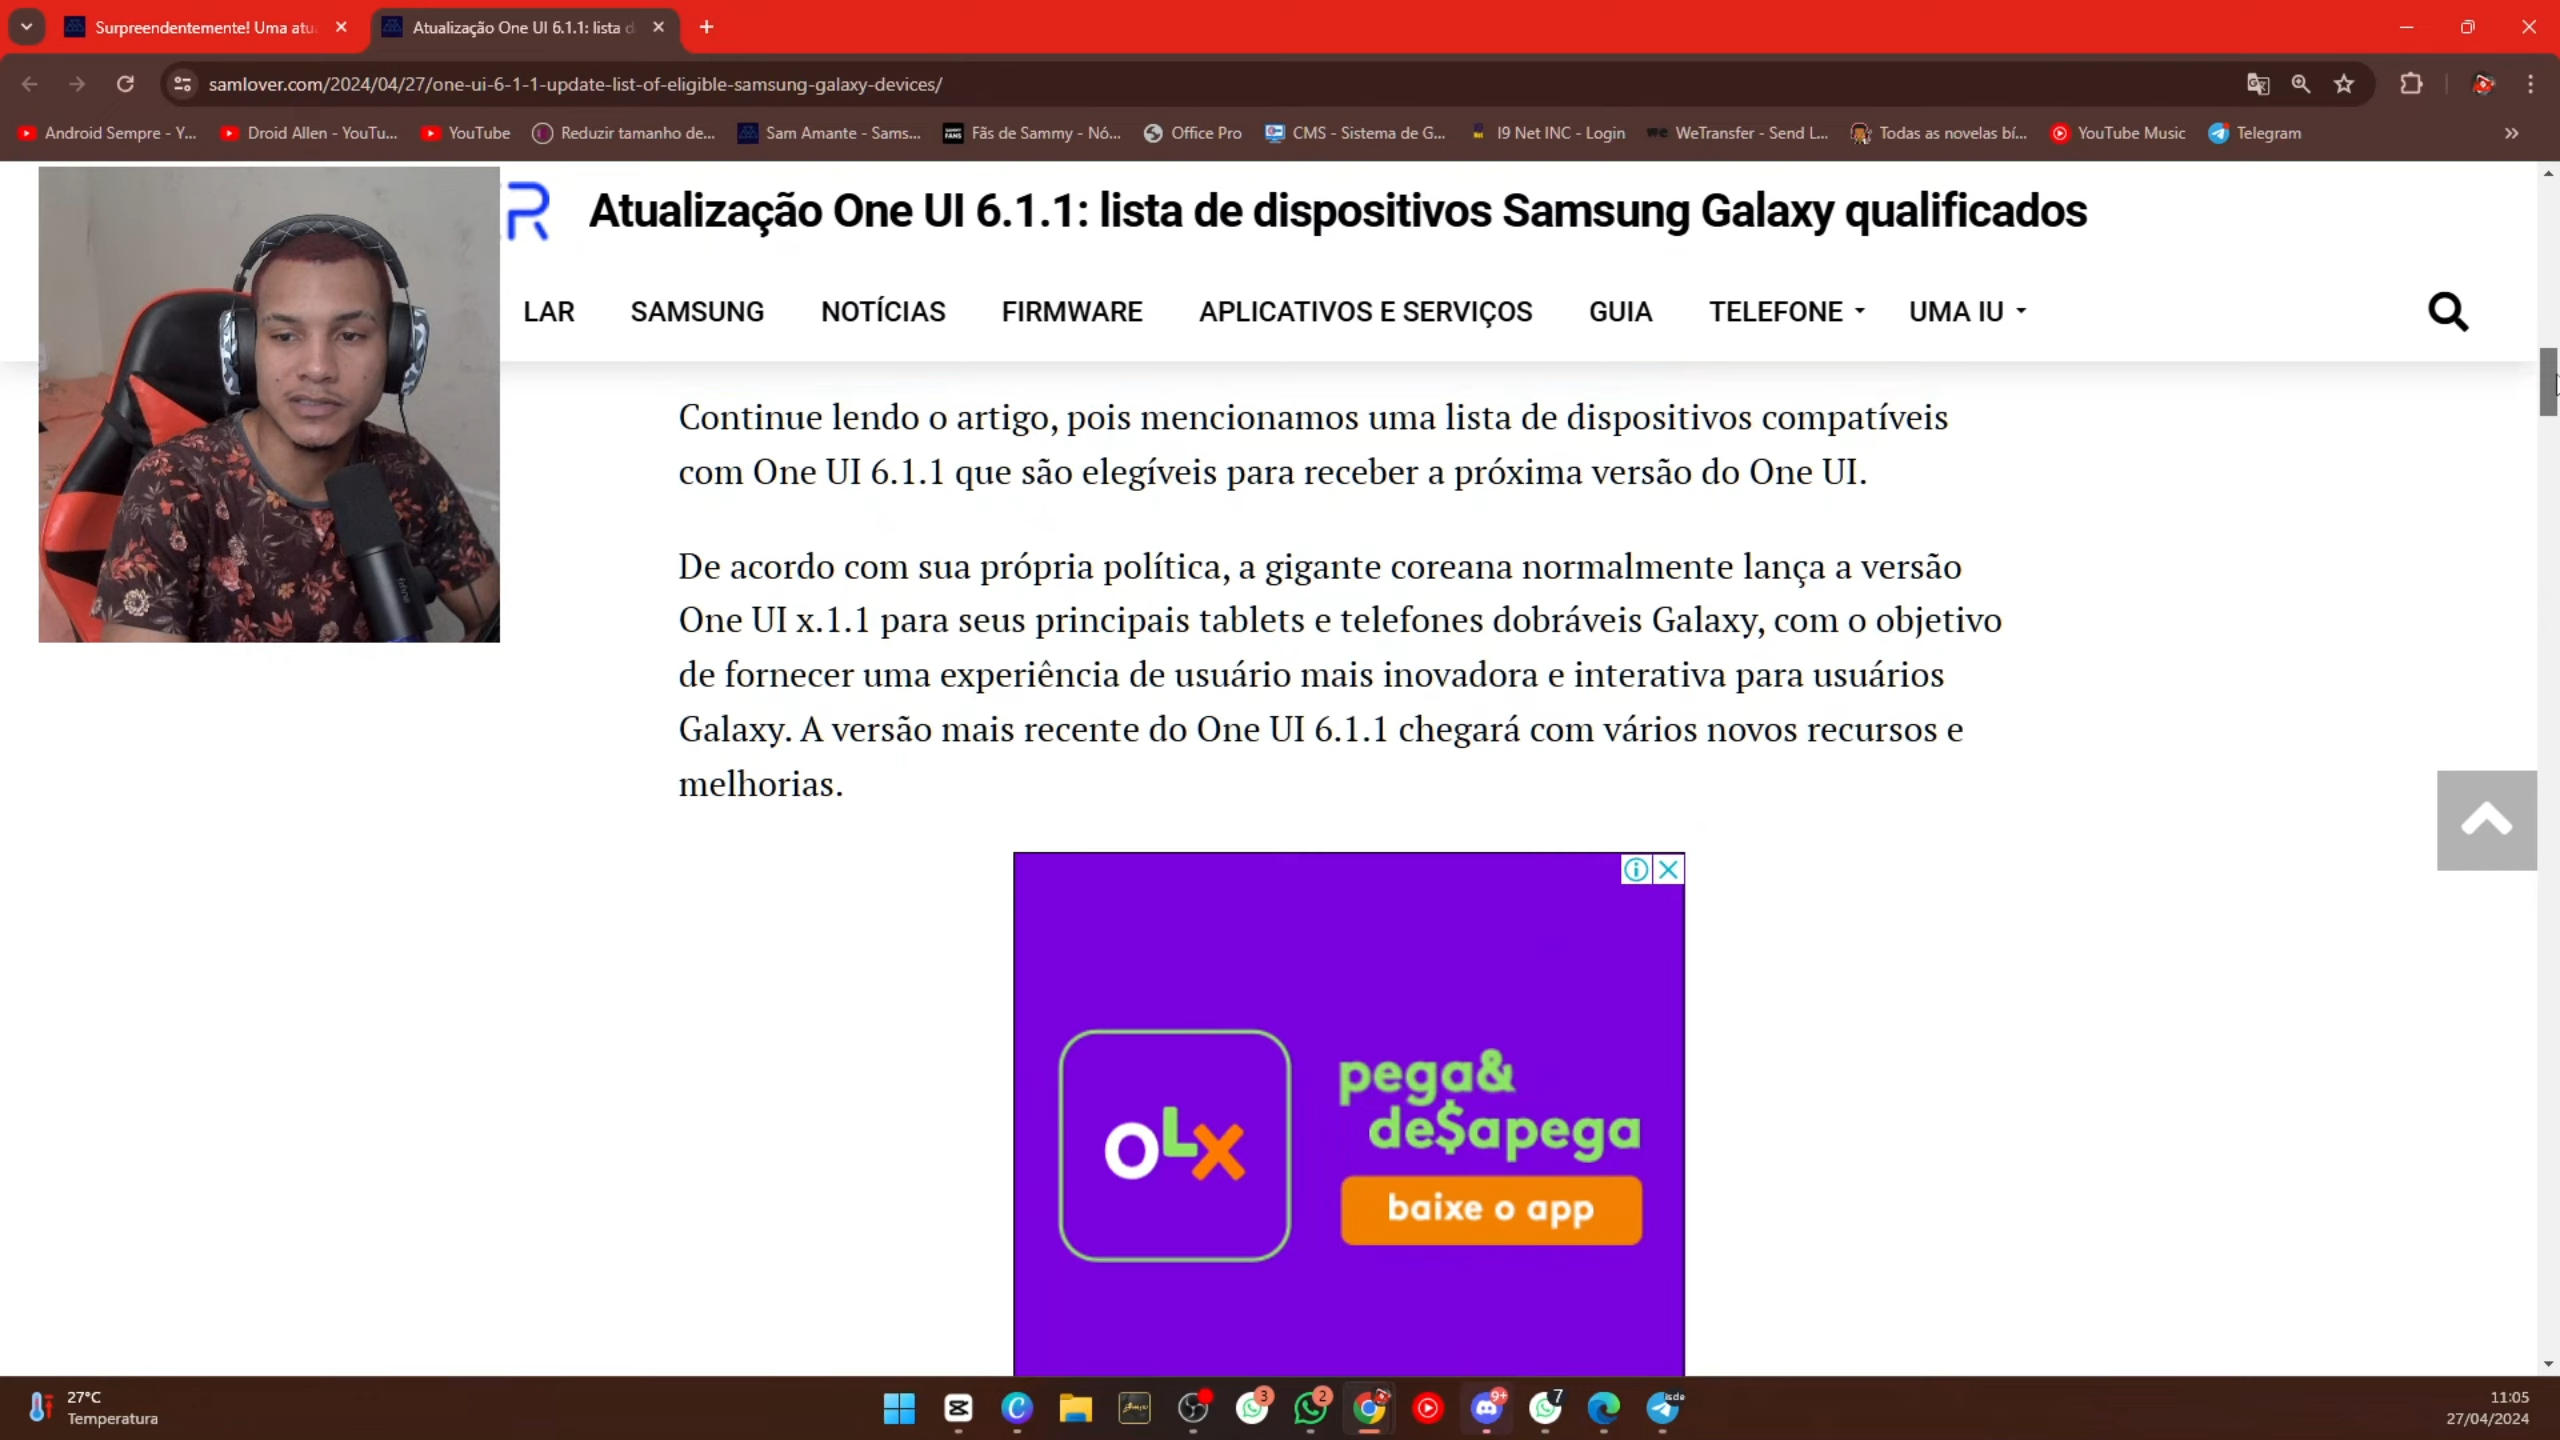 Surpreendentemente! Uma atu
Atualização One UI 6.1.1: lista d
samlover.com/2024/04/27/one-ui-6-1-1-update-list-of-eligible-samsung-galaxy-devices/
Android Sempre - Y...
Droid Allen - YouTu...
YouTube
Reduzir tamanho de...
Sam Amante - Sams...
Fãs de Sammy - Nó...
Office Pro
CMS - Sistema de G...
I9 Net INC - Login
WeTransfer - Send L...
Todas as novelas bí...
YouTube Music
Telegram
R
Atualização One UI 6.1.1: lista de dispositivos Samsung Galaxy qualificados
LAR SAMSUNG NOTÍCIAS FIRMWARE APLICATIVOS E SERVIÇOS GUIA TELEFONE UMA IU
Continue lendo o artigo, pois mencionamos uma lista de dispositivos compatíveis
com One UI 6.1.1 que são elegíveis para receber a próxima versão do One UI.
De acordo com sua própria política, a gigante coreana normalmente lança a versão
One UI x.1.1 para seus principais tablets e telefones dobráveis Galaxy, com o objetivo
de fornecer uma experiência de usuário mais inovadora e interativa para usuários
Galaxy. A versão mais recente do One UI 6.1.1 chegará com vários novos recursos e
melhorias.
OLX
pega&
de$apega
baixe o app
27°C
Temperatura
3
2
9+
7
11:05
27/04/2024